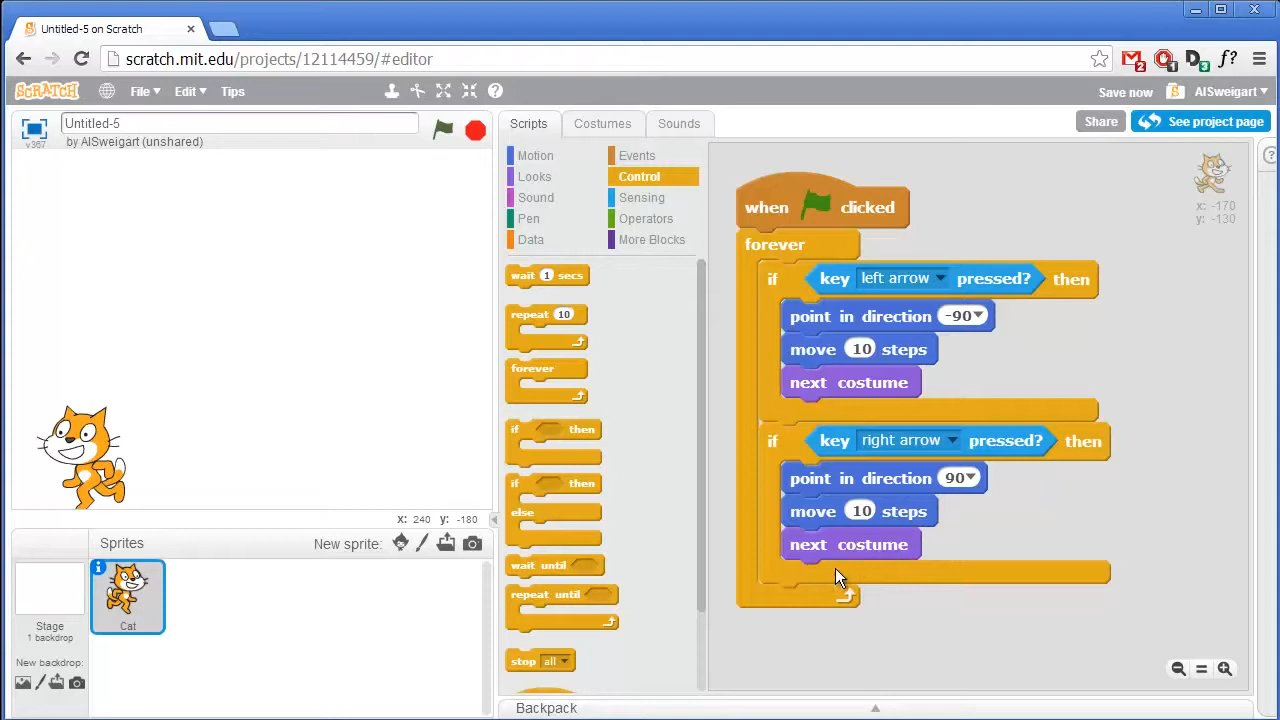 Untitled-5 on Scratch
scratch.mit.edu/projects/12114459/#editor
2 1 3 f?
SCRATCH File Edit Tips Save now AlSweigart
Untitled-5
by AlSweigart (unshared)
v367
Scripts Costumes Sounds
Share See project page
Motion Events
Looks Control
Sound Sensing
Pen Operators
Data More Blocks
wait 1 secs
repeat 10
forever
if then
if then
else
wait until
repeat until
stop all
when clicked
forever
if key left arrow pressed? then
point in direction -90
move 10 steps
next costume
if key right arrow pressed? then
point in direction 90
move 10 steps
next costume
x: -170
y: -130
x: 240 y: -180
Sprites New sprite:
Stage
1 backdrop
New backdrop:
Cat
Backpack